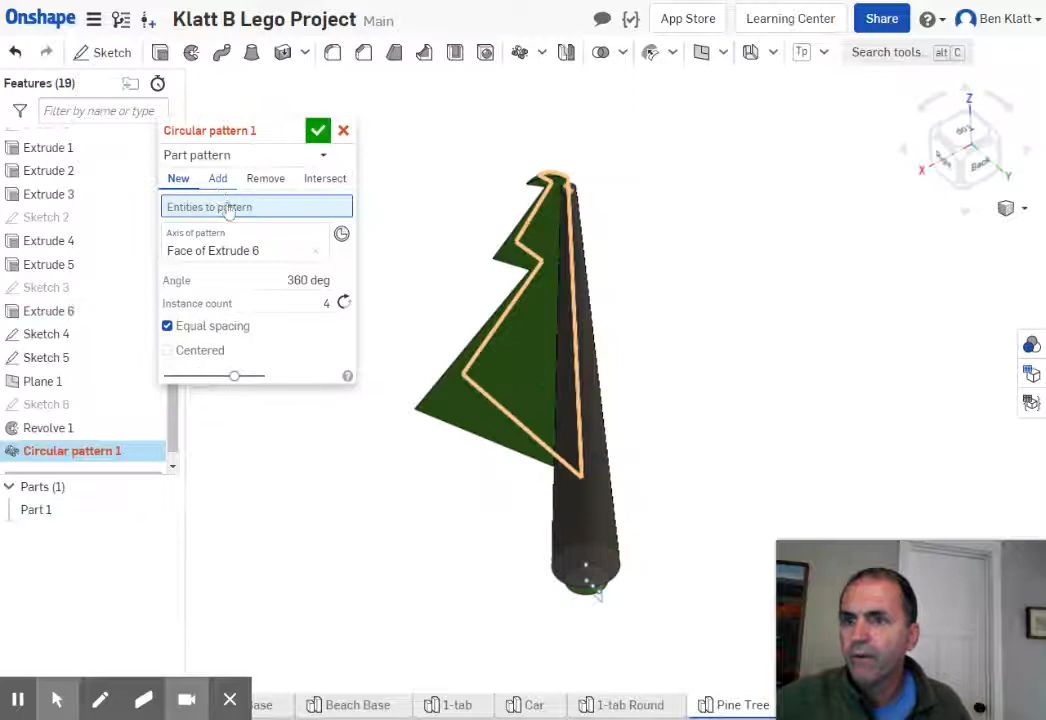 Onshape
Klatt B Lego Project Main
App Store
Learning Center
Share
Ben Klatt
Sketch
Tp
Search tools... alt C
Features (19)
Filter by name or type
Extrude 1
Extrude 2
Extrude 3
Sketch 2
Extrude 4
Extrude 5
Sketch 3
Extrude 6
Sketch 4
Sketch 5
Plane 1
Sketch 6
Revolve 1
Circular pattern 1
Parts (1)
Part 1
Circular pattern 1
Part pattern
New Add Remove Intersect
Entities to pattern
Axis of pattern
Face of Extrude 6
Angle 360 deg
Instance count 4
Equal spacing
Centered
Z
Top
Back
X
Y
Base
Beach Base
1-tab
Car
1-tab Round
Pine Tree